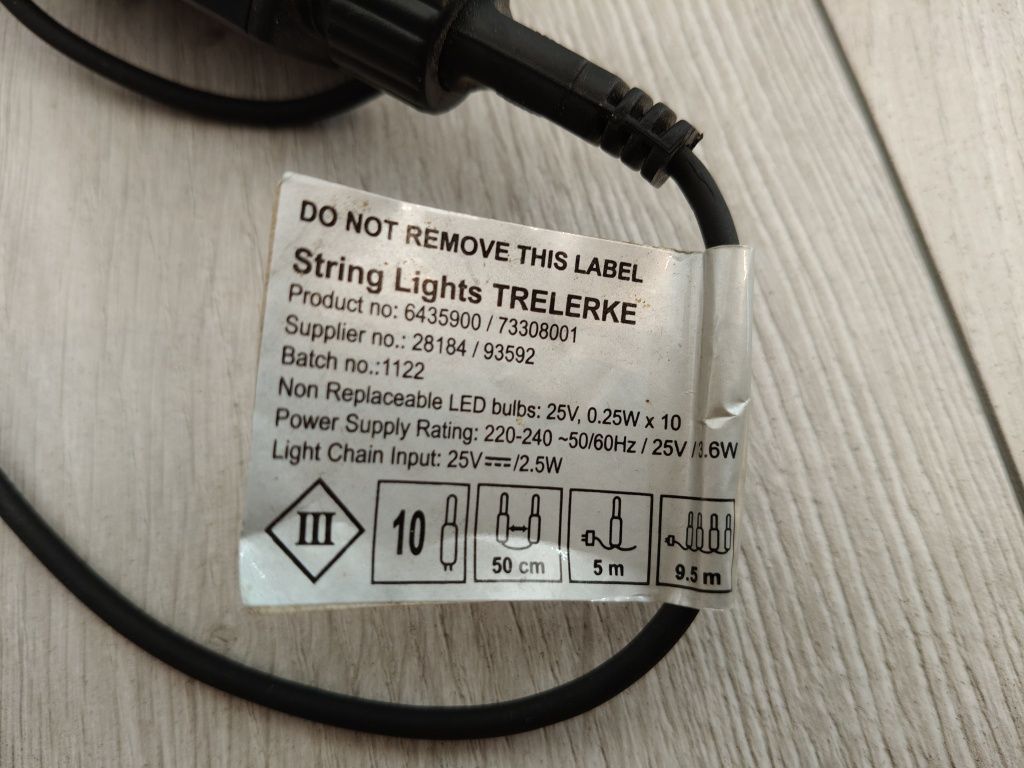 DO NOT REMOVE THIS LABEL
String Lights TRELERKE
Product no: 6435900 / 73308001
Supplier no.: 28184 / 93592
Batch no.:1122
Non Replaceable LED bulbs: 25V, 0.25W x 10
Power Supply Rating: 220-240 ~50/60Hz / 25V /3.6W
Light Chain Input: 25V⎓/2.5W
III
10
50 cm
5 m
9.5 m